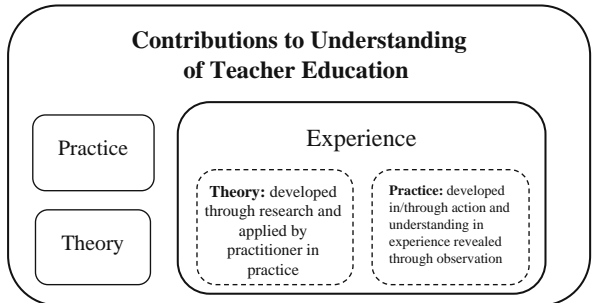 Contributions to Understanding
of Teacher Education
Practice
Theory
Experience
Theory: developed
through research and
applied by
practitioner in
practice
Practice: developed
in/through action and
understanding in
experience revealed
through observation